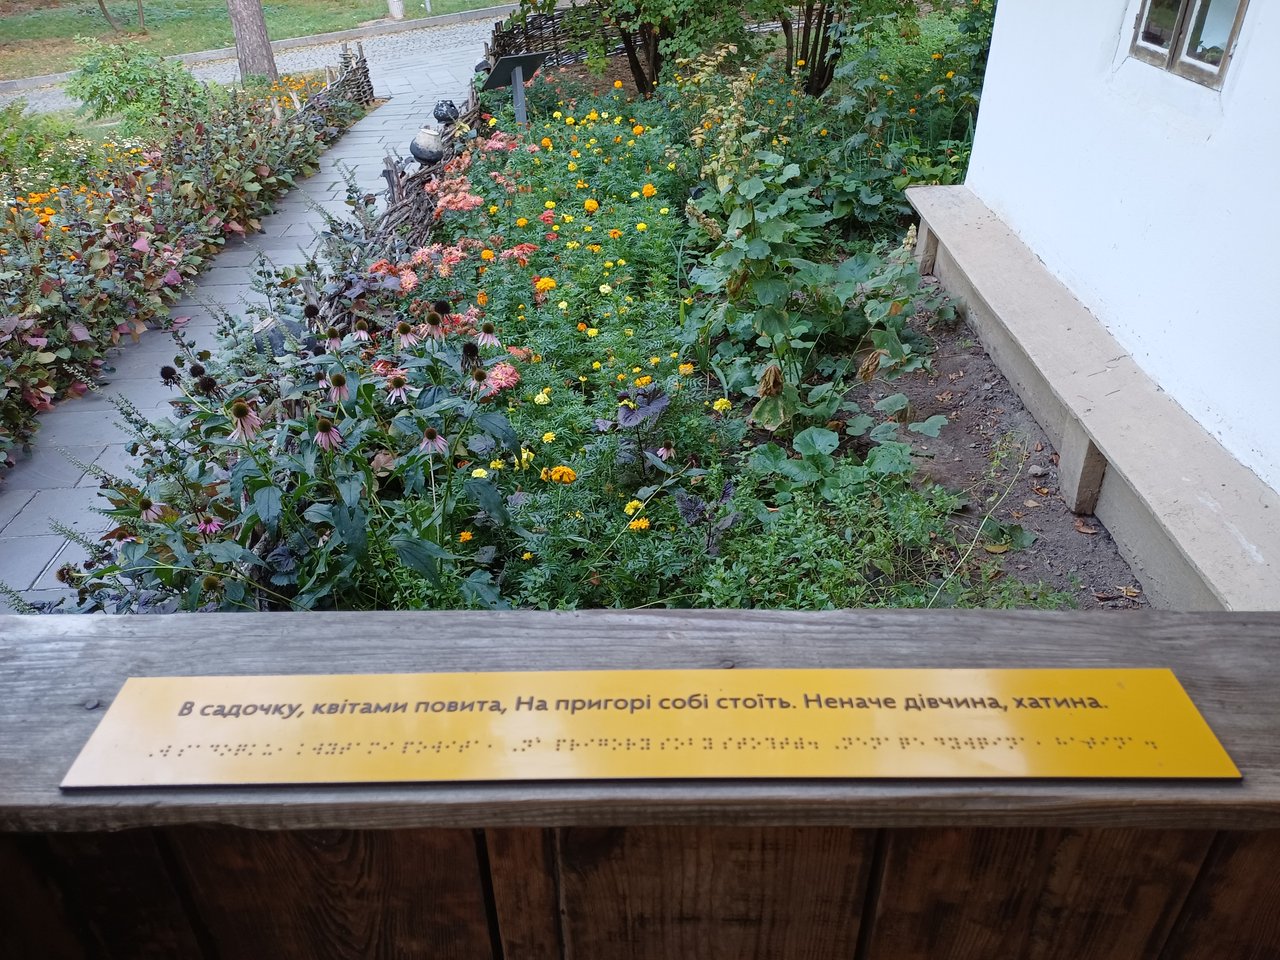 В садочку, квітами повита, На пригорі собі стоїть. Неначе дівчина, хатина.